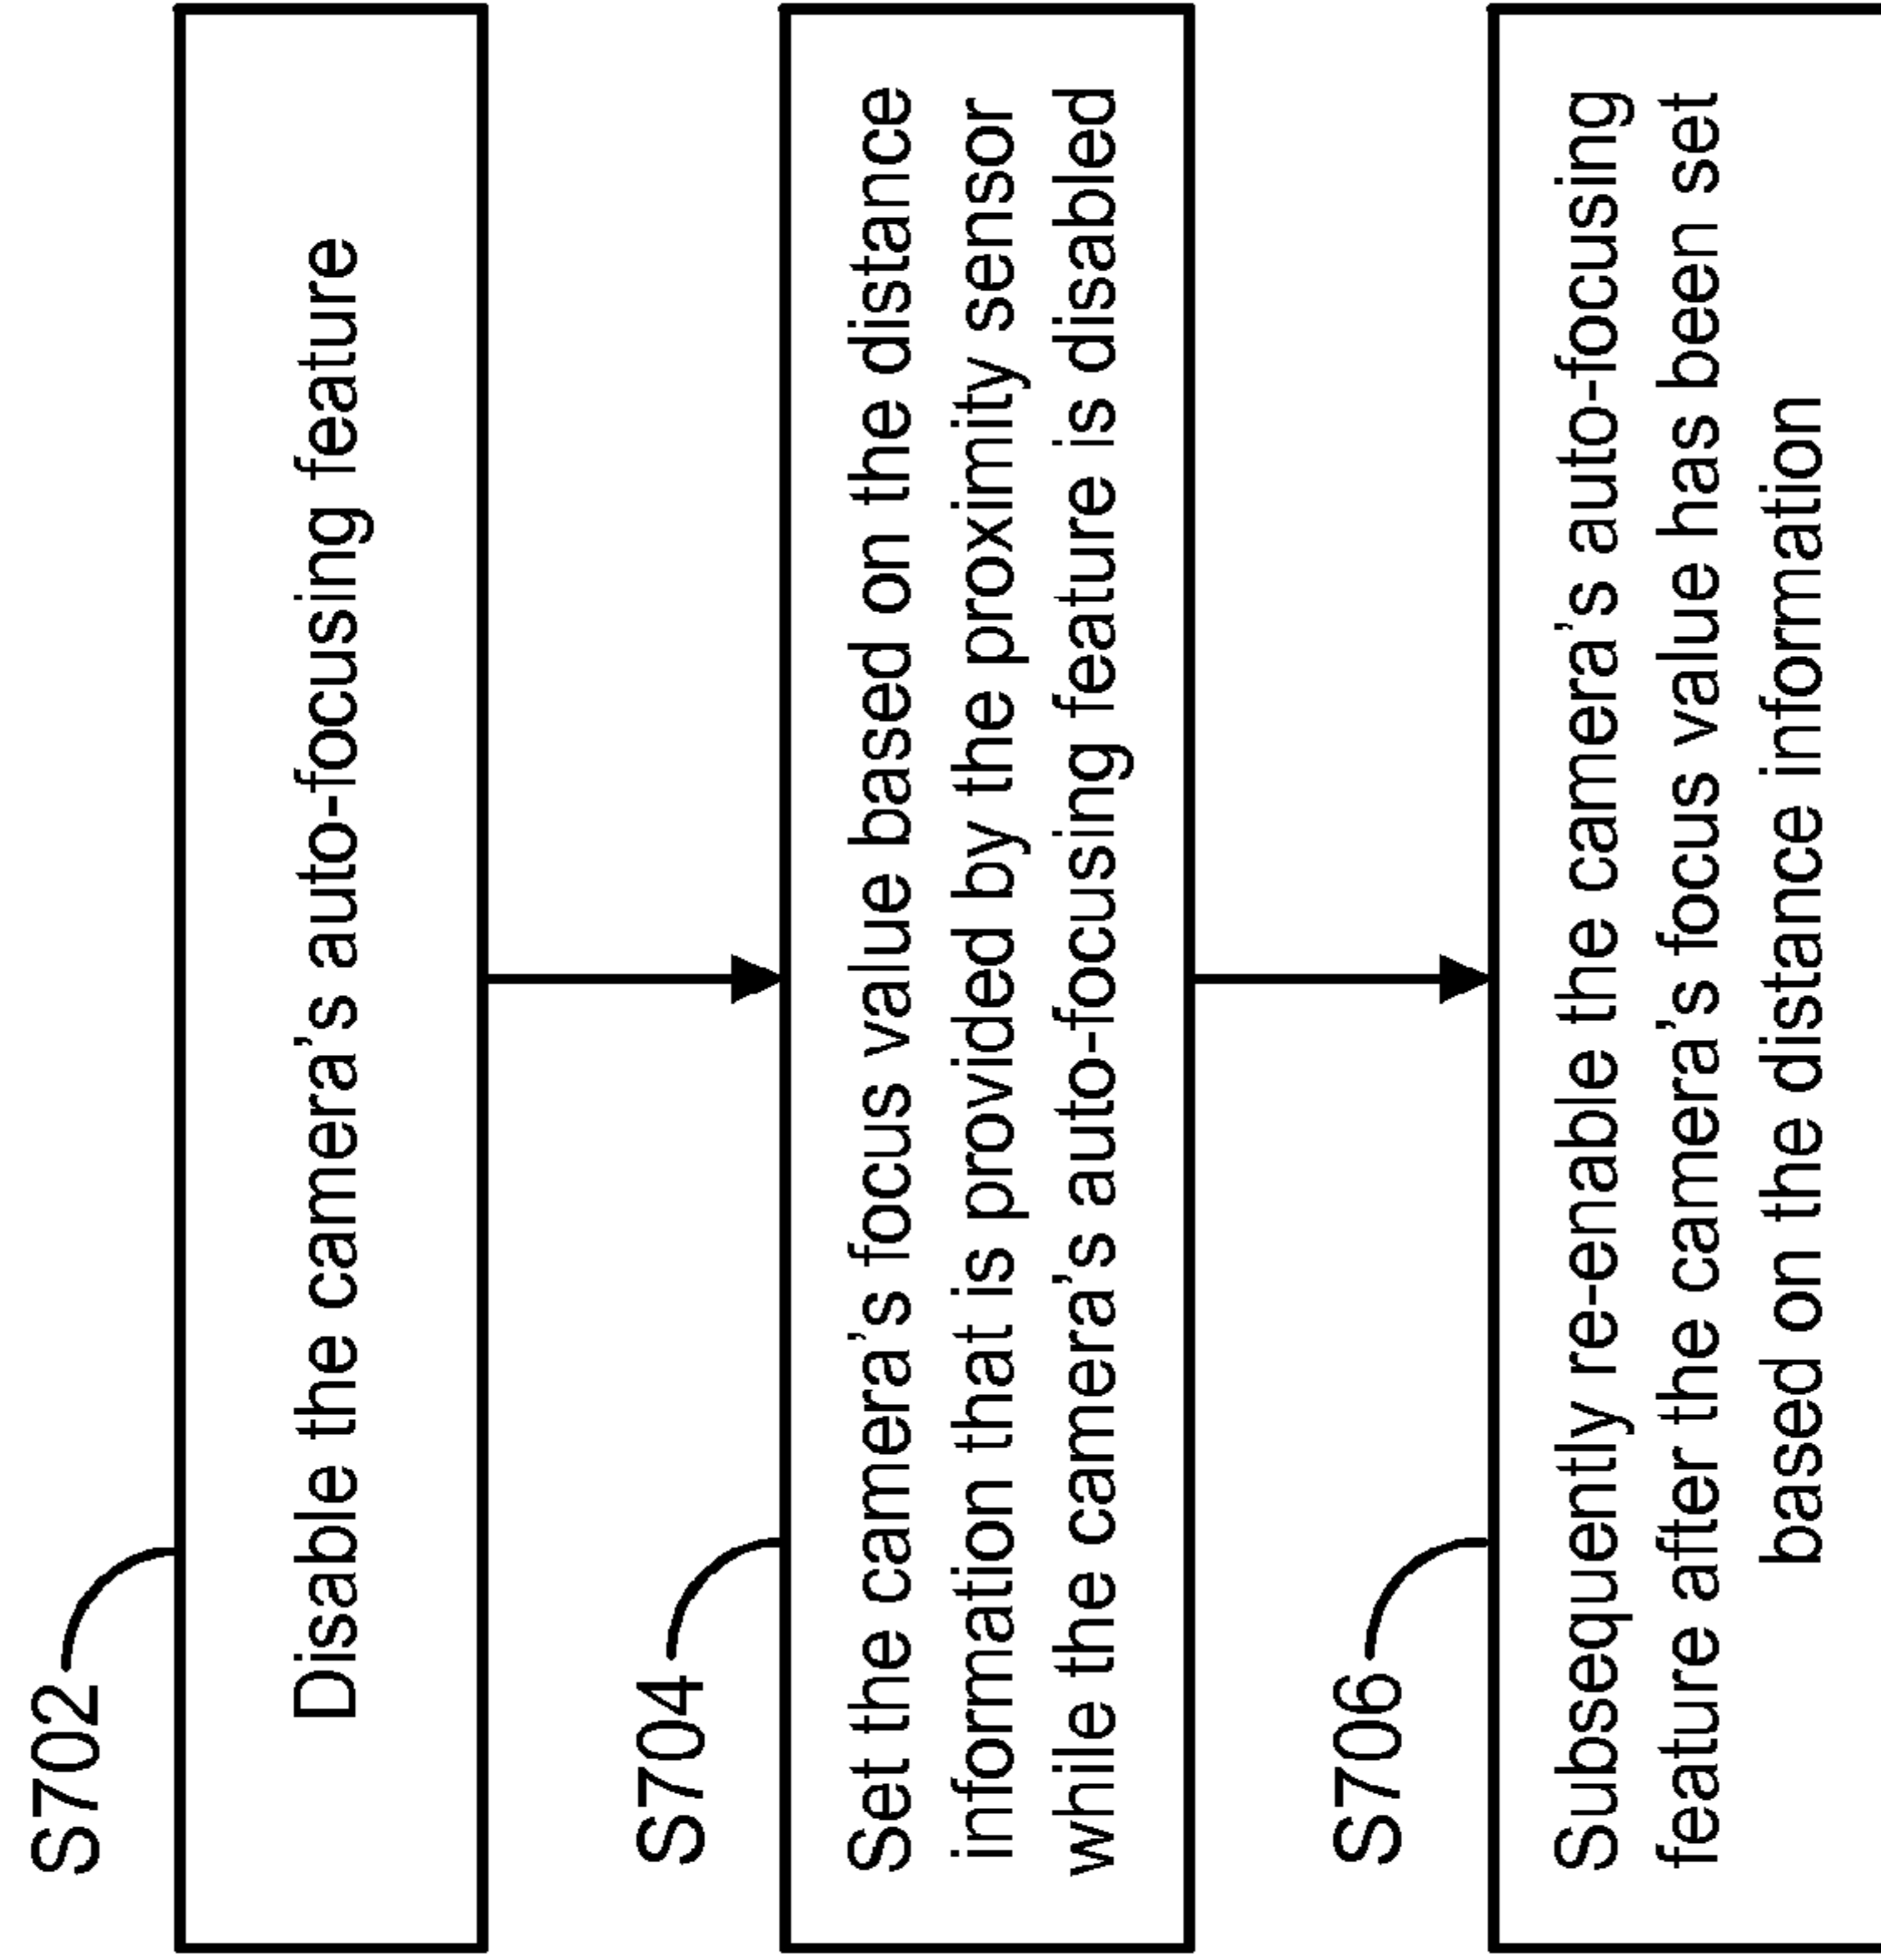 S702
Disable the camera's auto-focusing feature
S704
Set the camera's focus value based on the distance
information that is provided by the proximity sensor
while the camera's auto-focusing feature is disabled
S706
Subsequently re-enable the camera's auto-focusing
feature after the camera's focus value has been set
based on the distance information